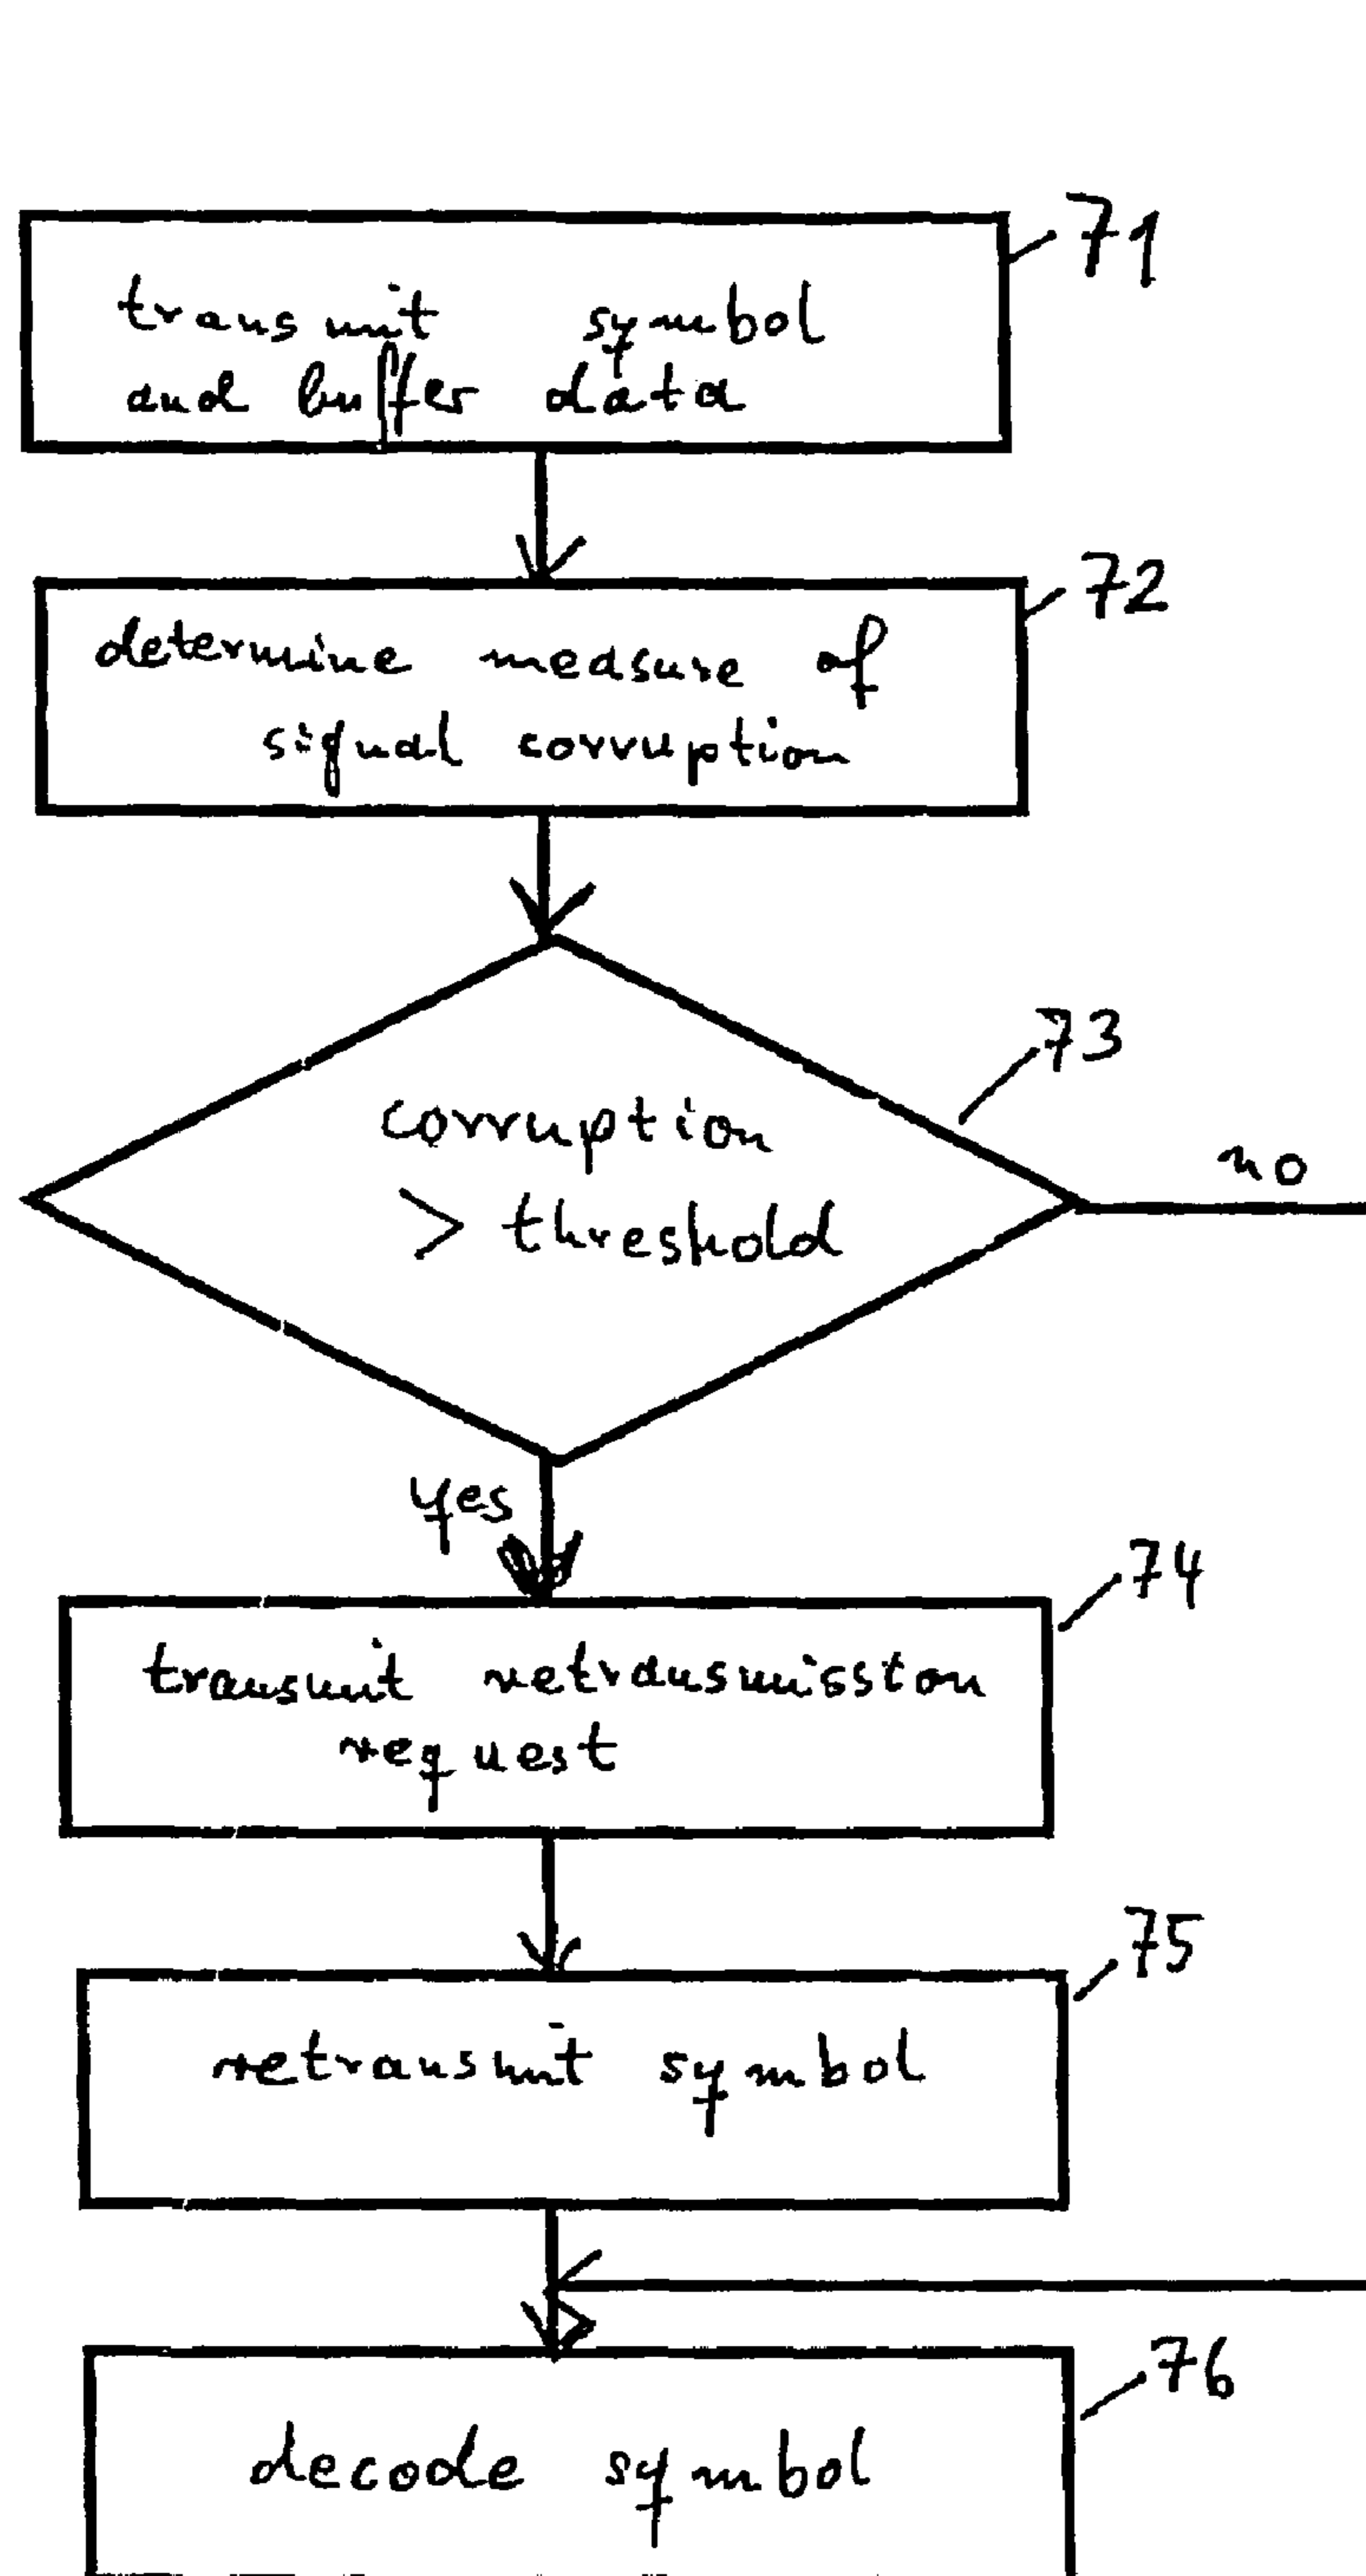 71
transmit symbol
and buffer data
72
determine measure of
signal corruption
73
corruption
> threshold
no
yes
74
transmit retransmission
request
75
retransmit symbol
76
decode symbol